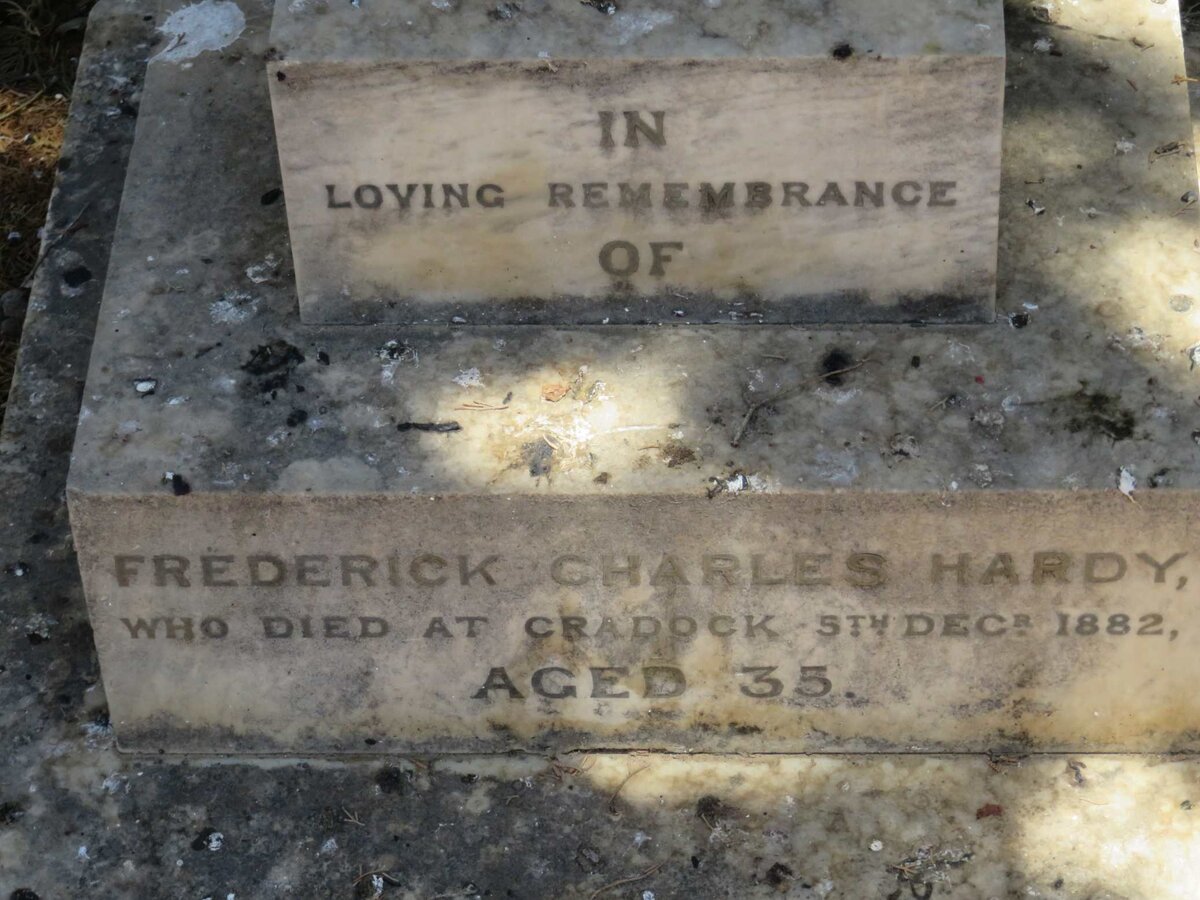 IN
LOVING REMEMBRANCE
OF
FREDERICK CHARLES HARDY,
WHO DIED AT CRADOCK 5TH DECR 1882,
AGED 35.